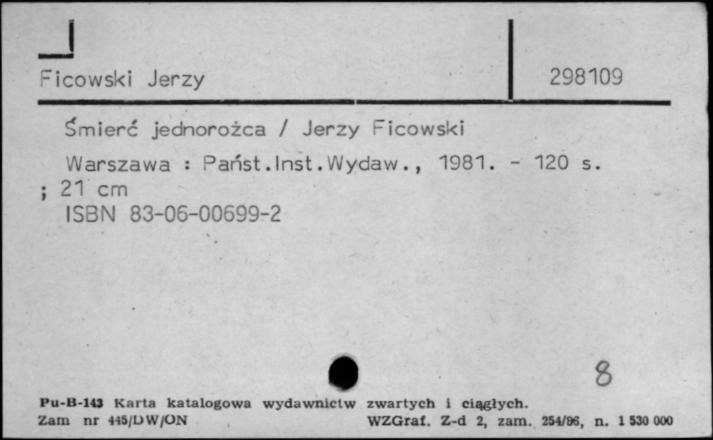 Ficowski Jerzy 298109
Śmierć jednorożca / Jerzy Ficowski
Warszawa : Państ.Inst.Wydaw., 1981. - 120 s.
; 21 cm
ISBN 83-06-00699-2
8
Pu-B-143 Karta katalogowa wydawnictw zwartych i ciągłych.
Zam nr 445/DW/ON WZGraf. Z-d 2, zam. 254/96, n. 1 530 000